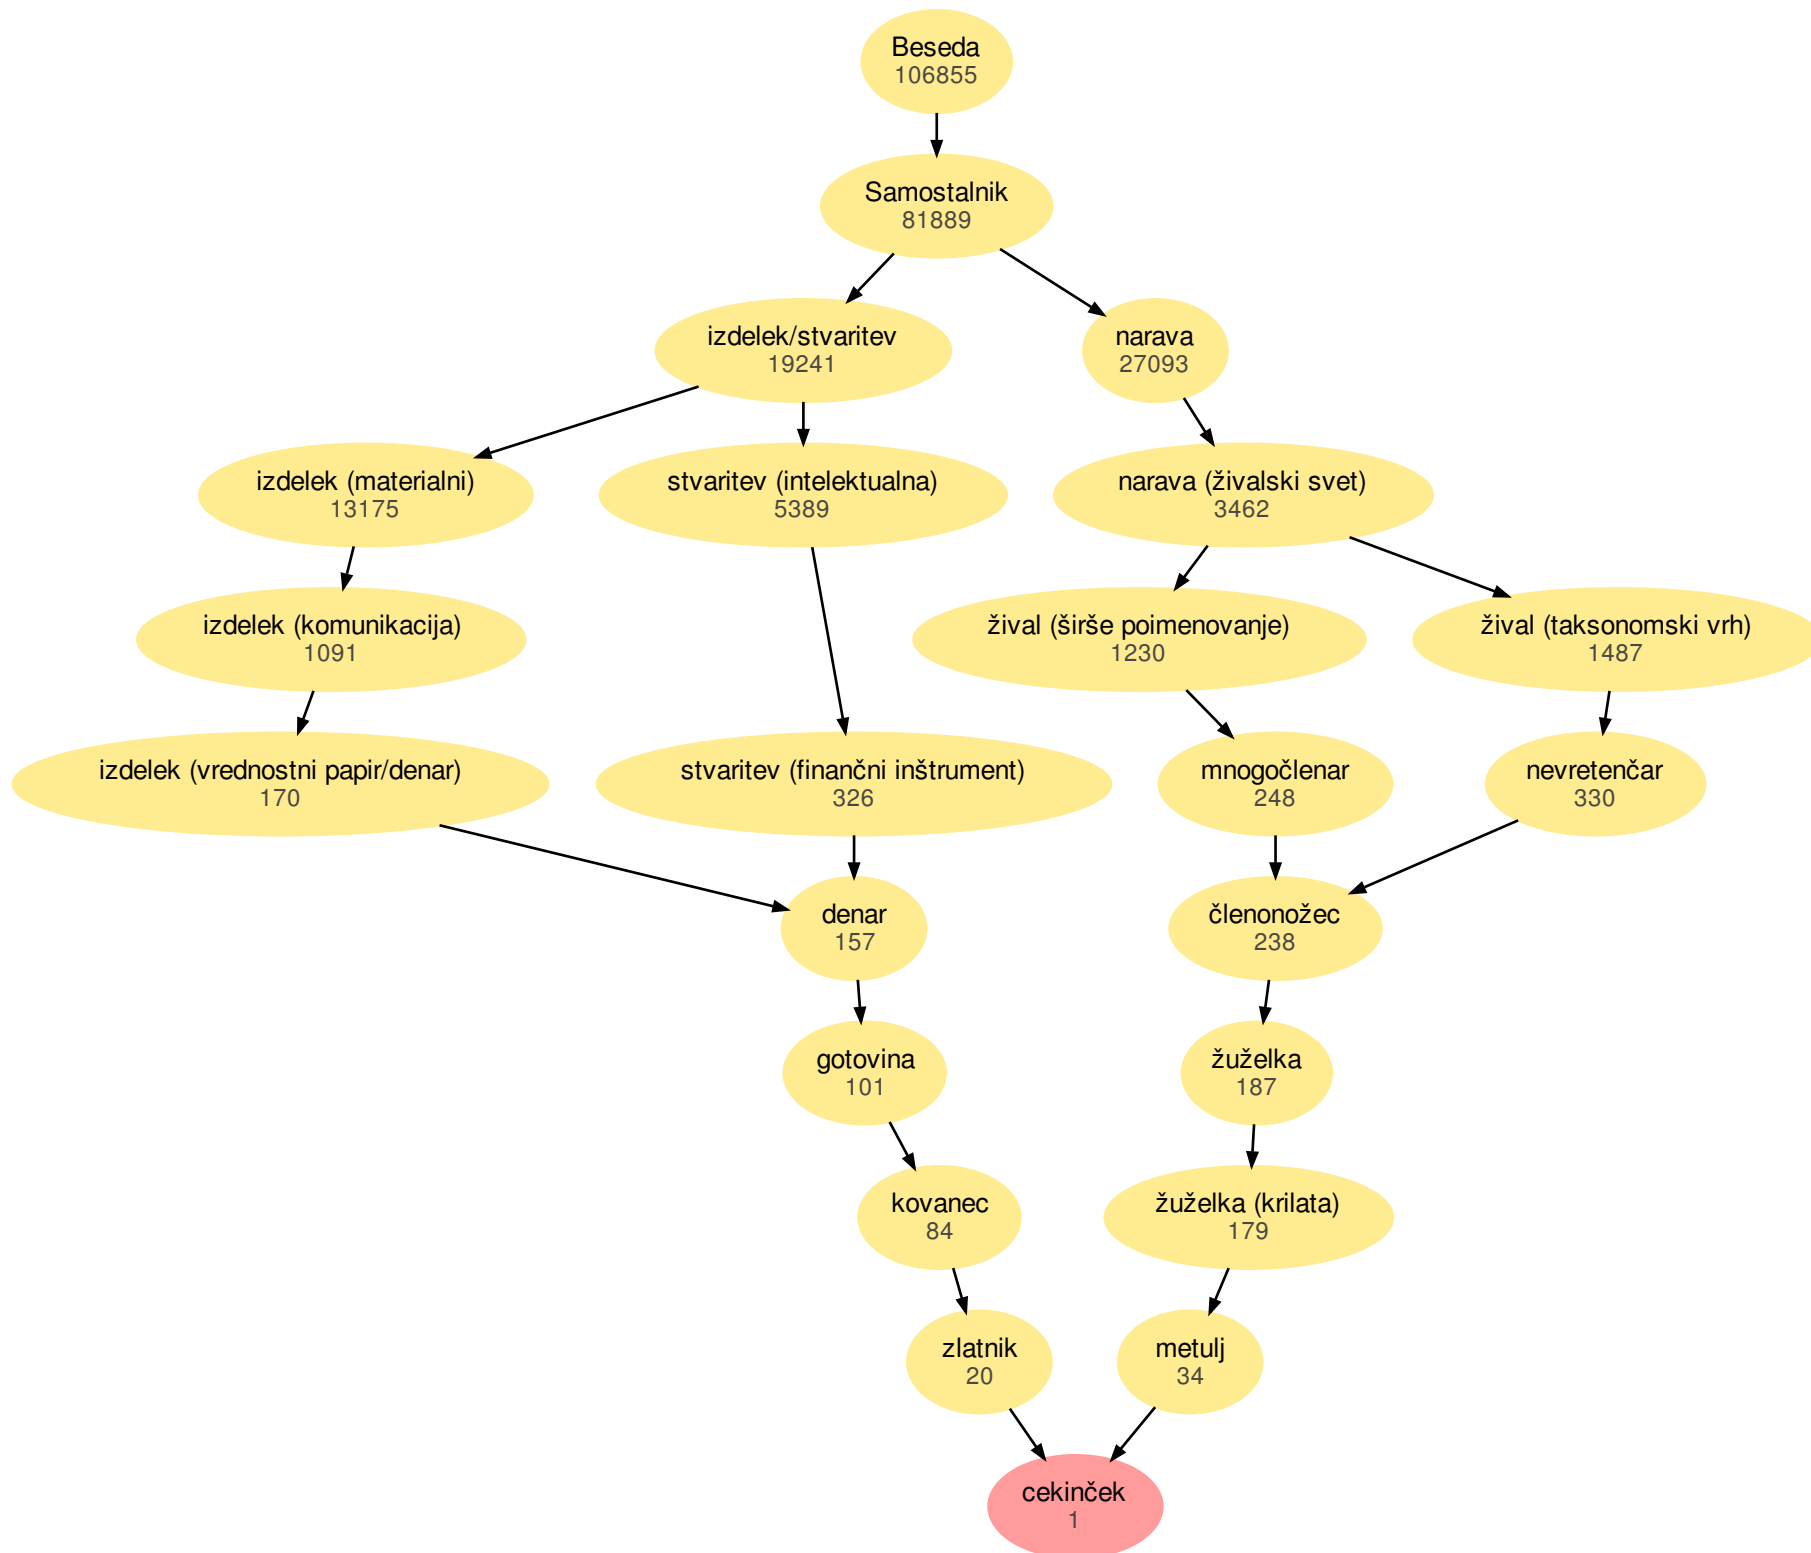 Beseda
106855
Samostalnik
81889
izdelek/stvaritev
19241
narava
27093
izdelek (materialni)
13175
stvaritev (intelektualna)
5389
narava (živalski svet)
3462
izdelek (komunikacija)
1091
žival (širše poimenovanje)
1230
žival (taksonomski vrh)
1487
izdelek (vrednostni papir/denar)
170
stvaritev (finančni inštrument)
326
mnogočlenar
248
nevretenčar
330
denar
157
členonožec
238
gotovina
101
žuželka
187
kovanec
84
žuželka (krilata)
179
zlatnik
20
metulj
34
cekinček
1